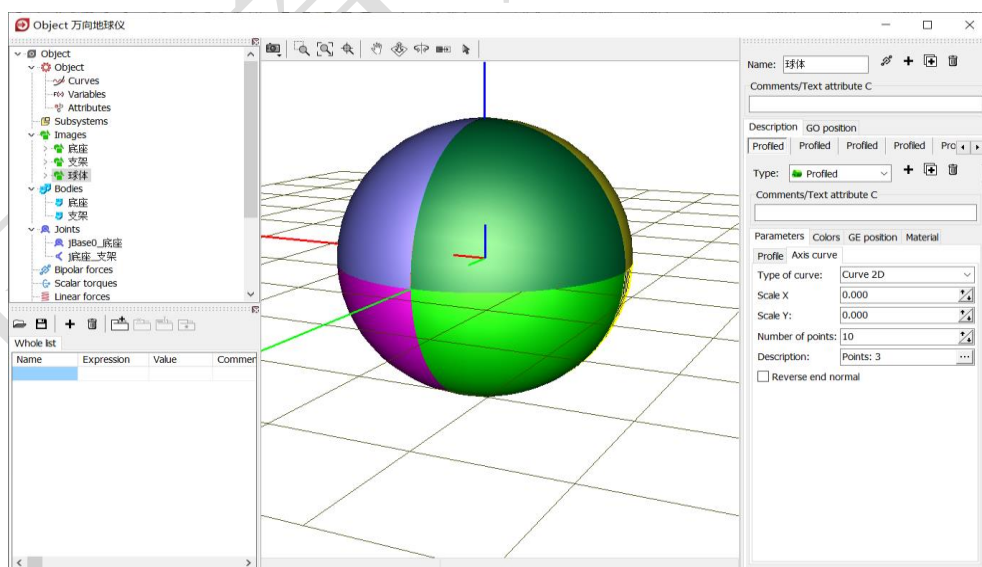 Object 万向地球仪
Object
Object
Curves
f(x) Variables
Attributes
Subsystems
Images
底座
支架
球体
Bodies
底座
支架
Joints
jBase0_底座
j底座_支架
Bipolar forces
Scalar torques
Linear forces
Whole list
Name Expression Value Commen
Name: 球体
Comments/Text attribute C
Description GO position
Profiled Profiled Profiled Profiled Pro
Type: Profiled
Comments/Text attribute C
Parameters Colors GE position Material
Profile Axis curve
Type of curve: Curve 2D
Scale X 0.000
Scale Y: 0.000
Number of points: 10
Description: Points: 3 ...
Reverse end normal